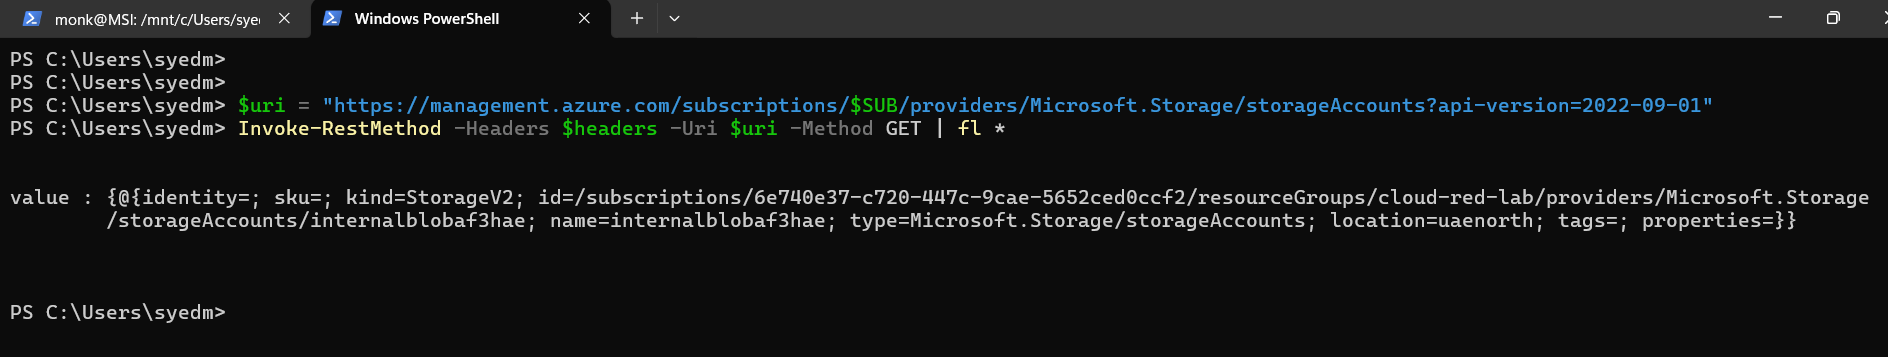 monk@MSI: /mnt/c/Users/sye
Windows PowerShell
PS C:\Users\syedm>
PS C:\Users\syedm>
PS C:\Users\syedm> $uri = "https://management.azure.com/subscriptions/$SUB/providers/Microsoft.Storage/storageAccounts?api-version=2022-09-01"
PS C:\Users\syedm> Invoke-RestMethod -Headers $headers -Uri $uri -Method GET | fl *
value : {@{identity=; sku=; kind=StorageV2; id=/subscriptions/6e740e37-c720-447c-9cae-5652ced0ccf2/resourceGroups/cloud-red-lab/providers/Microsoft.Storage
/storageAccounts/internalblobaf3hae; name=internalblobaf3hae; type=Microsoft.Storage/storageAccounts; location=uaenorth; tags=; properties=}}
PS C:\Users\syedm>